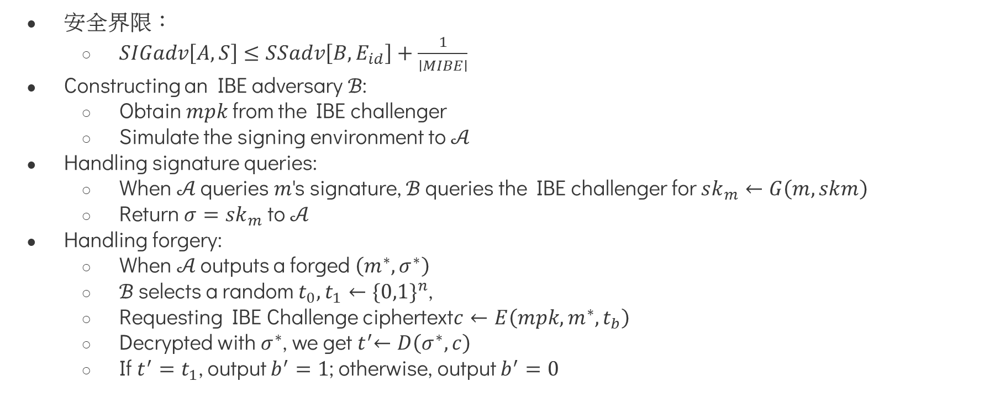 • 安全界限：
○ $SIGadv[A, S] \leq SSadv[B, E_{id}] + \frac{1}{|MIBE|}$
• Constructing an IBE adversary $\mathcal{B}$:
○ Obtain $mpk$ from the IBE challenger
○ Simulate the signing environment to $\mathcal{A}$
• Handling signature queries:
○ When $\mathcal{A}$ queries $m$'s signature, $\mathcal{B}$ queries the IBE challenger for $sk_m \leftarrow G(m, skm)$
○ Return $\sigma = sk_m$ to $\mathcal{A}$
• Handling forgery:
○ When $\mathcal{A}$ outputs a forged $(m^*, \sigma^*)$
○ $\mathcal{B}$ selects a random $t_0, t_1 \leftarrow \{0,1\}^n$,
○ Requesting IBE Challenge ciphertext$c \leftarrow E(mpk, m^*, t_b)$
○ Decrypted with $\sigma^*$, we get $t' \leftarrow D(\sigma^*, c)$
○ If $t' = t_1$, output $b' = 1$; otherwise, output $b' = 0$